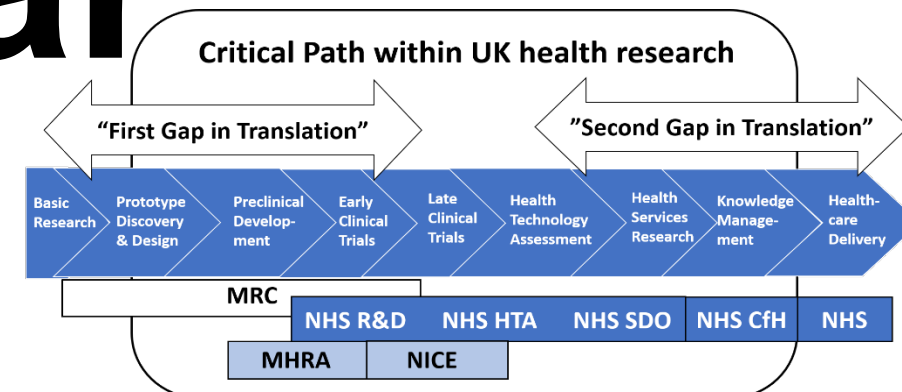 al
Critical Path within UK health research
“First Gap in Translation”
”Second Gap in Translation”
Basic
Research
Prototype
Discovery
& Design
Preclinical
Develop-
ment
Early
Clinical
Trials
Late
Clinical
Trials
Health
Technology
Assessment
Health
Services
Research
Knowledge
Manage-
ment
Health-
care
Delivery
MRC
NHS R&D
NHS HTA
NHS SDO
NHS CfH
NHS
MHRA
NICE